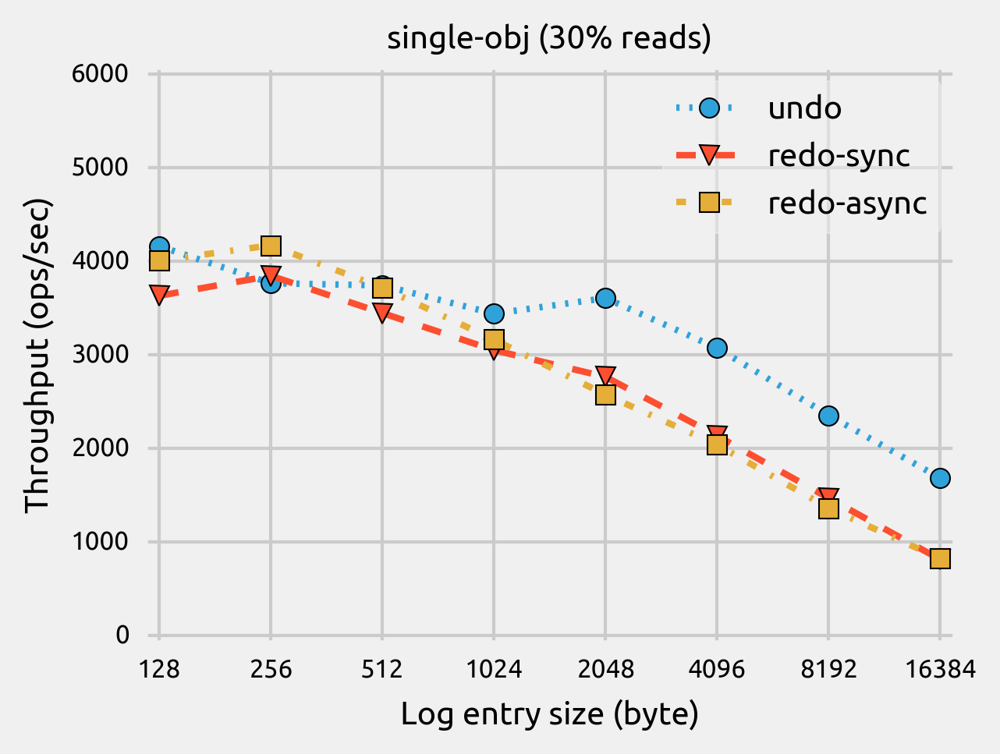 single-obj (30% reads)
6000
5000
4000
3000
2000
1000
0
Throughput (ops/sec)
undo
redo-sync
redo-async
128 256 512 1024 2048 4096 8192 16384
Log entry size (byte)